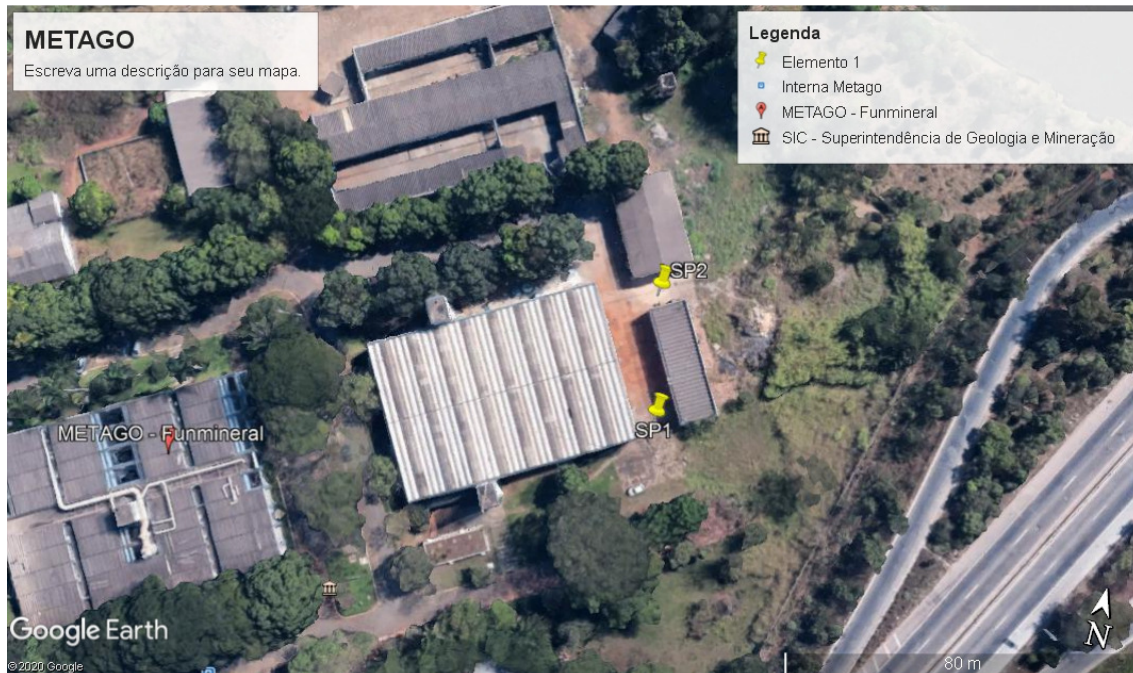 METAGO
Escreva uma descrição para seu mapa.
Legenda
Elemento 1
Interna Metago
METAGO - Funmineral
SIC - Superintendência de Geologia e Mineração
SP2
SP1
METAGO - Funmineral
Google Earth
©2020 Google
N
80 m